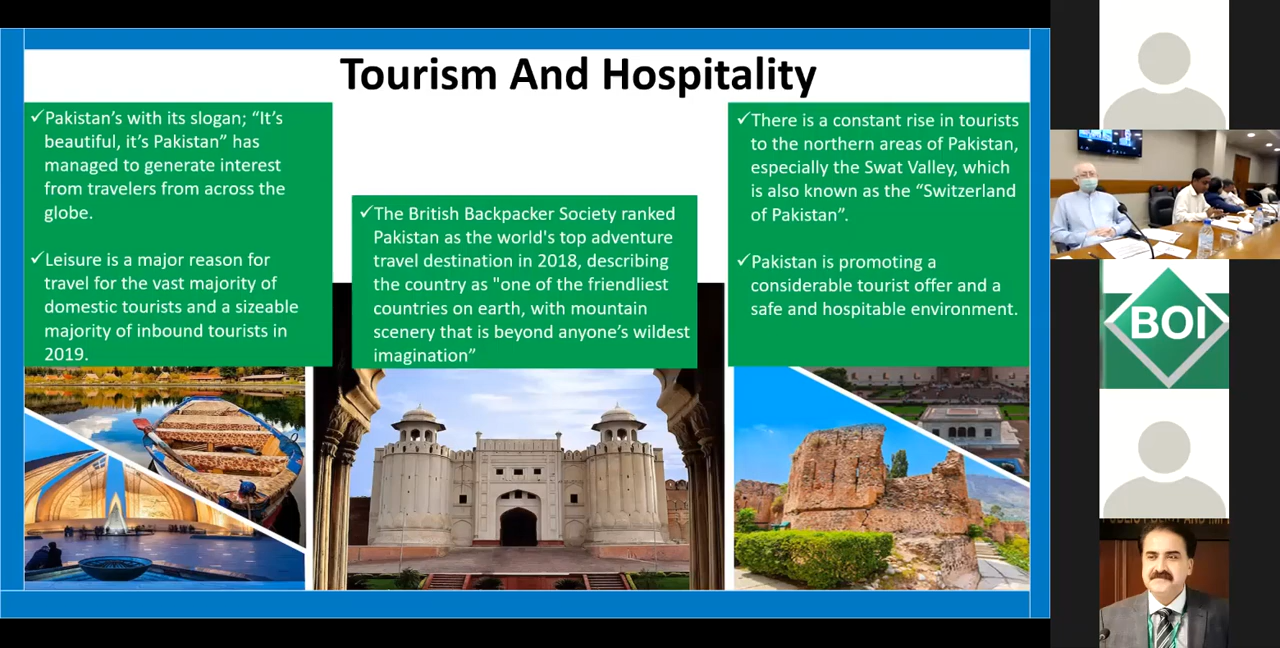 Tourism And Hospitality
✓Pakistan’s with its slogan; “It’s
beautiful, it’s Pakistan” has
managed to generate interest
from travelers from across the
globe.
✓Leisure is a major reason for
travel for the vast majority of
domestic tourists and a sizeable
majority of inbound tourists in
2019.
✓The British Backpacker Society ranked
Pakistan as the world's top adventure
travel destination in 2018, describing
the country as "one of the friendliest
countries on earth, with mountain
scenery that is beyond anyone’s wildest
imagination”
✓There is a constant rise in tourists
to the northern areas of Pakistan,
especially the Swat Valley, which
is also known as the “Switzerland
of Pakistan”.
✓Pakistan is promoting a
considerable tourist offer and a
safe and hospitable environment.
BOI